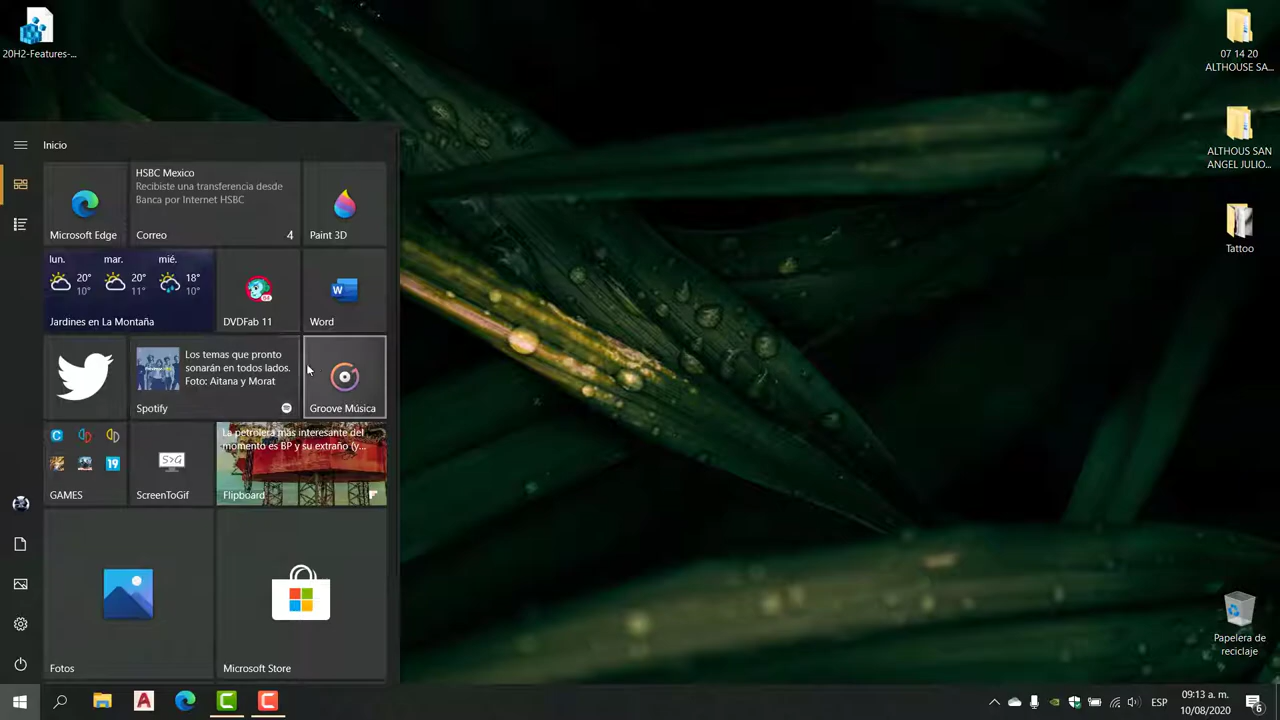 20H2-Features-...
07 14 20
ALTHOUSE SA...
ALTHOUS SAN
ANGEL JULIO...
Tattoo
Inicio
Microsoft Edge
HSBC Mexico
Recibiste una transferencia desde
Banca por Internet HSBC
Correo
4
Paint 3D
lun. mar. mié.
20° 20° 18°
10° 11° 10°
Jardines en La Montaña
DVDFab 11
W
Word
Los temas que pronto
sonarán en todos lados.
Foto: Aitana y Morat
Spotify
Groove Música
C
19
GAMES
S>G
ScreenToGif
La petrolera más interesante del
momento es BP y su extraño (y...
Flipboard
Fotos
Microsoft Store
Papelera de
reciclaje
A
C
C
ESP
09:13 a. m.
10/08/2020
6